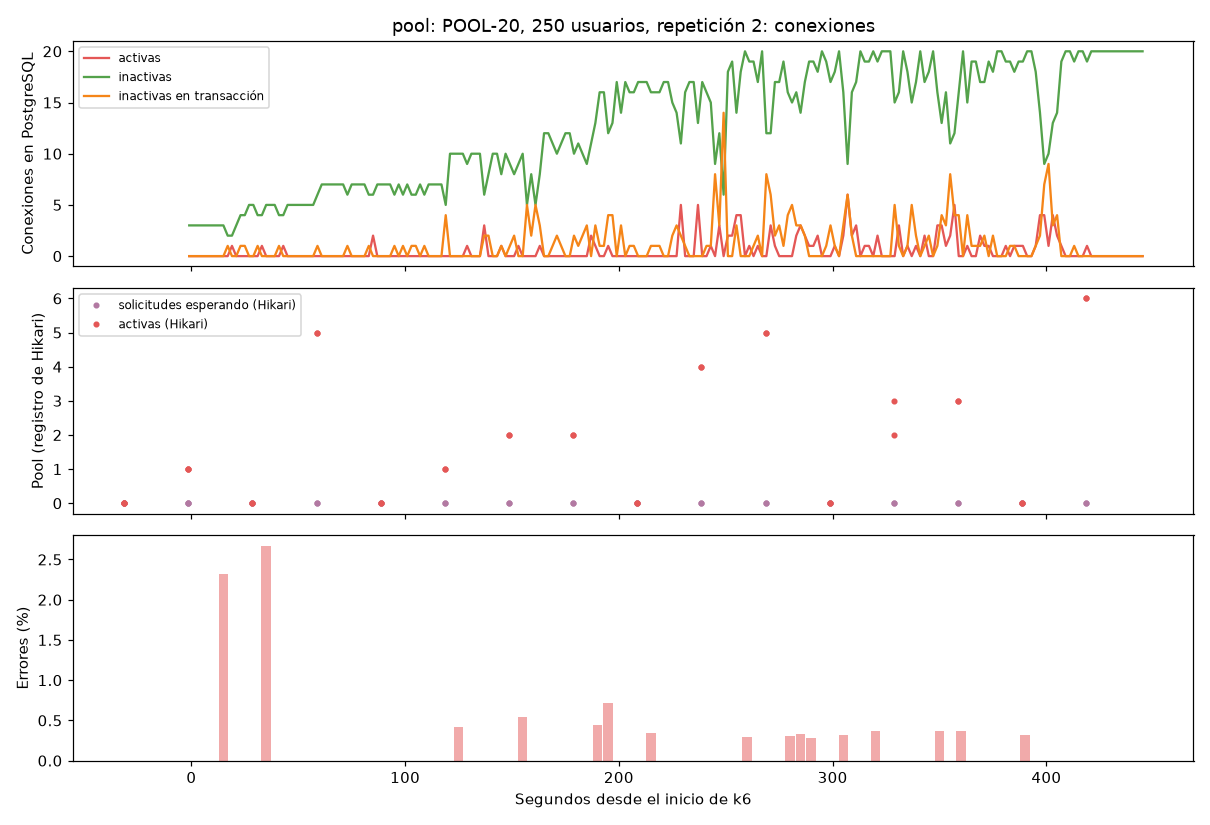 pool: POOL-20, 250 usuarios, repetición 2: conexiones
Conexiones en PostgreSQL
20
15
10
5
0
activas
inactivas
inactivas en transacción
Pool (registro de Hikari)
6
5
4
3
2
1
0
solicitudes esperando (Hikari)
activas (Hikari)
Errores (%)
2.5
2.0
1.5
1.0
0.5
0.0
0
100
200
300
400
Segundos desde el inicio de k6